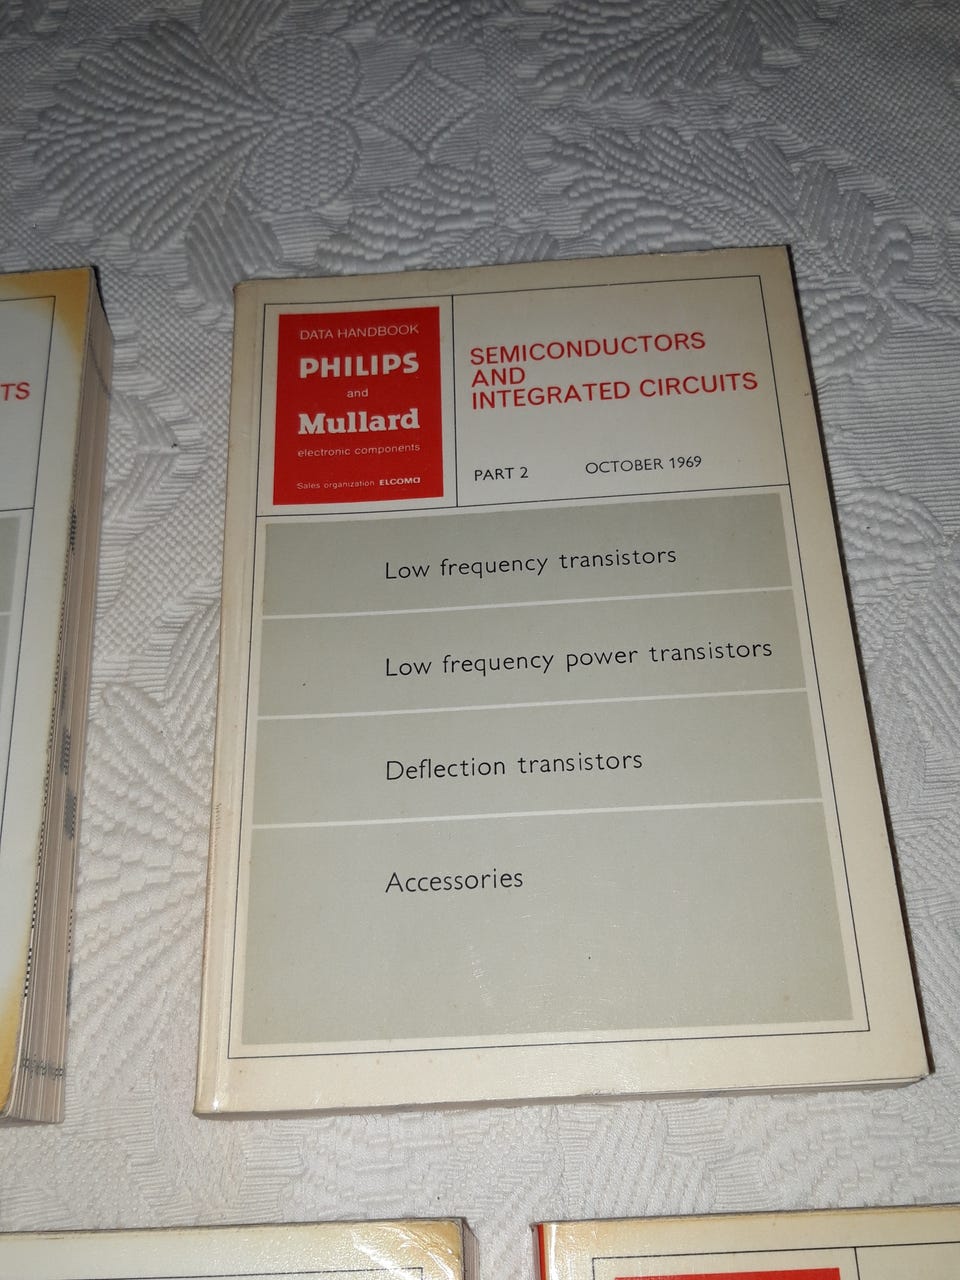 TS
DATA HANDBOOK
PHILIPS
and
Mullard
electronic components
Sales organization ELCOMA
SEMICONDUCTORS
AND
INTEGRATED CIRCUITS
PART 2 OCTOBER 1969
Low frequency transistors
Low frequency power transistors
Deflection transistors
Accessories